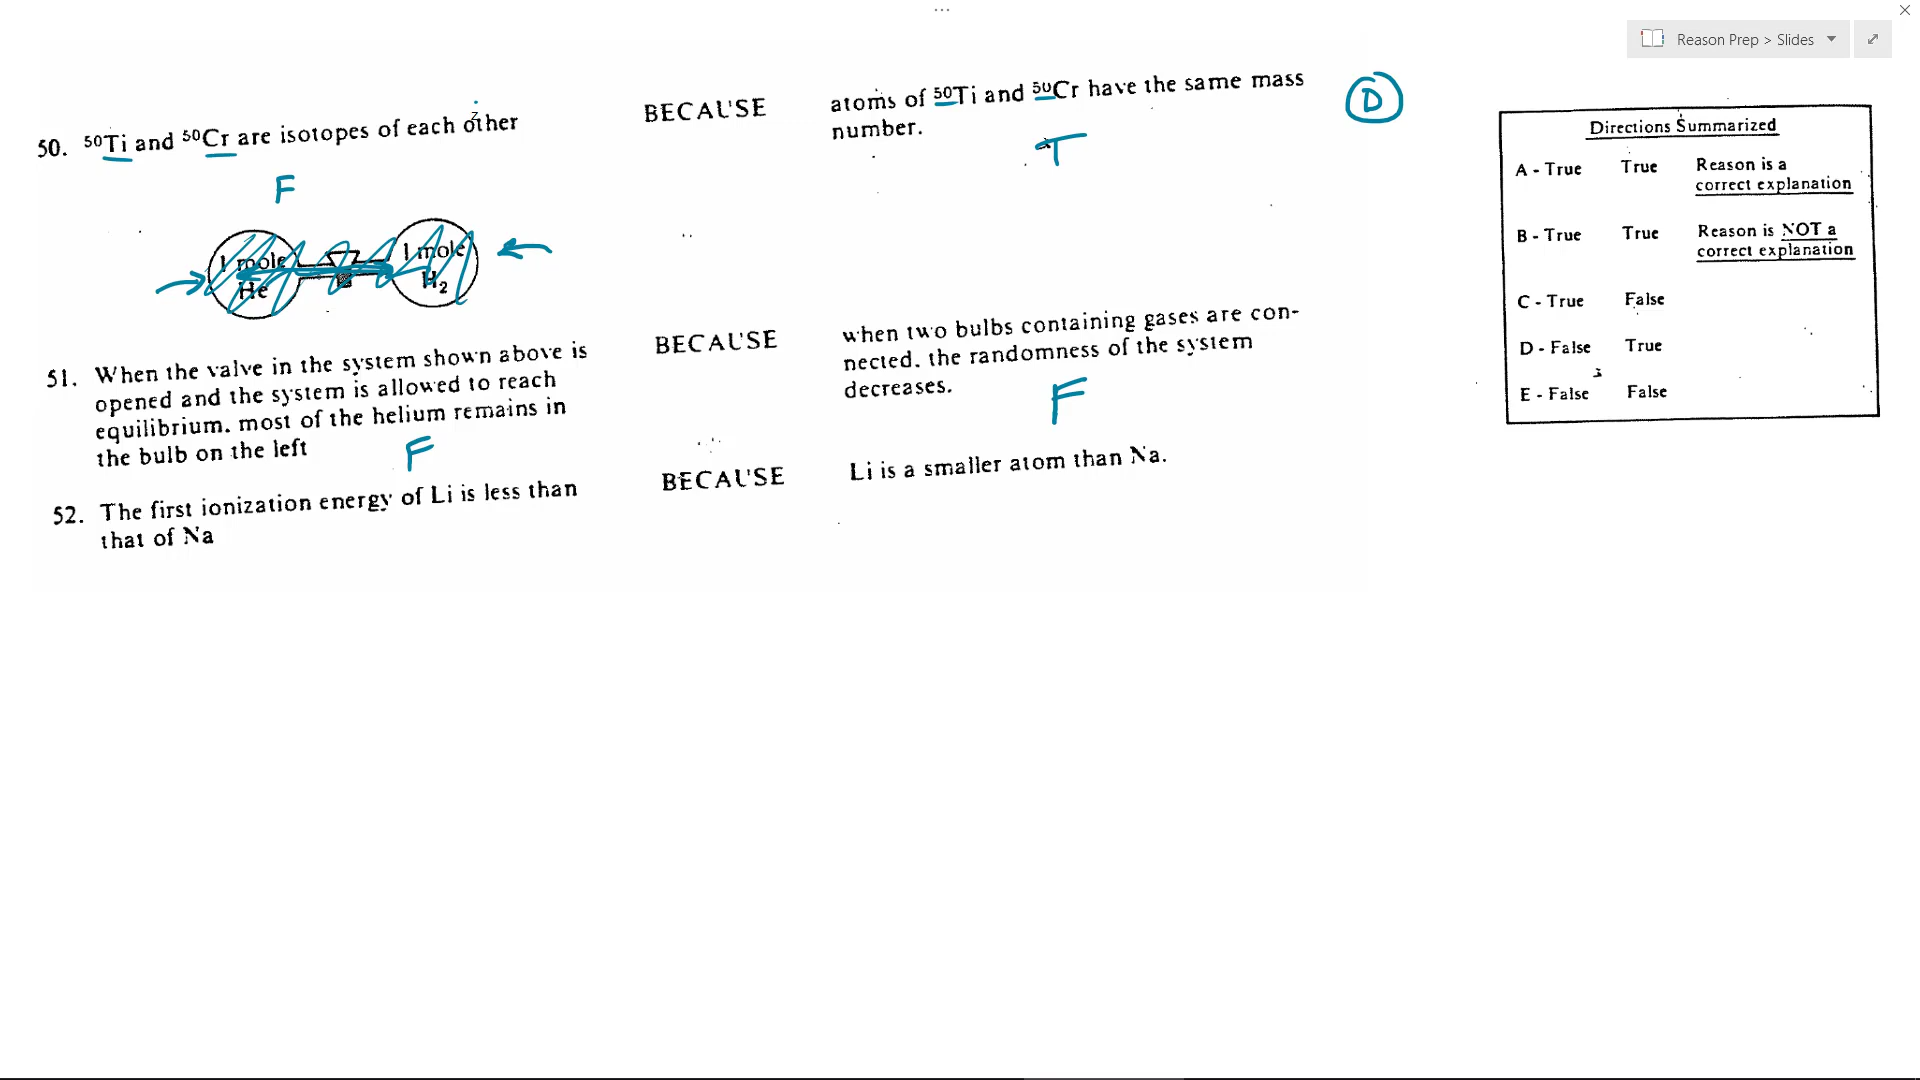 Reason Prep > Slides
50. ⁵⁰Ti and ⁵⁰Cr are isotopes of each other
BECAUSE
atoms of ⁵⁰Ti and ⁵⁰Cr have the same mass
number.
D
F
T
1 mole
He
1 mole
H₂
51. When the valve in the system shown above is
opened and the system is allowed to reach
equilibrium, most of the helium remains in
the bulb on the left
BECAUSE
when two bulbs containing gases are con-
nected, the randomness of the system
decreases.
F
F
52. The first ionization energy of Li is less than
that of Na
BECAUSE
Li is a smaller atom than Na.
Directions Summarized
A - True True Reason is a
correct explanation
B - True True Reason is NOT a
correct explanation
C - True False
D - False True
E - False False